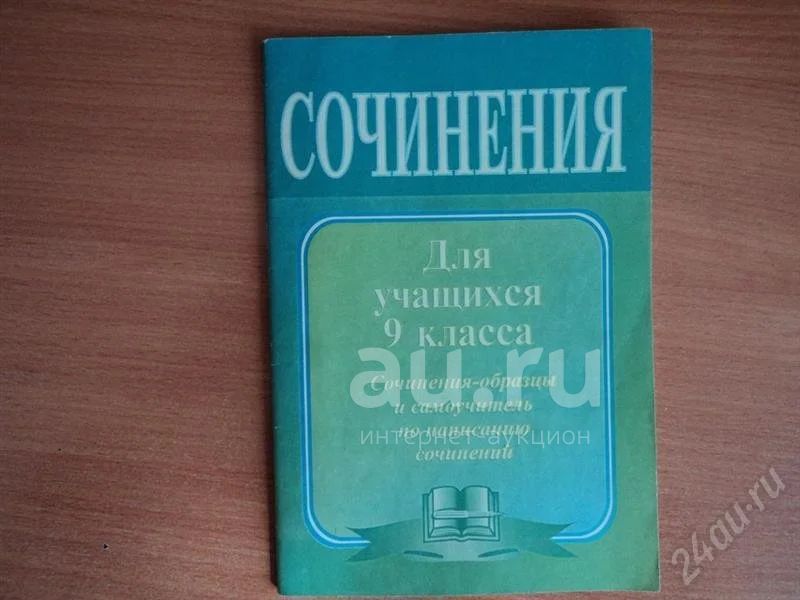 СОЧИНЕНИЯ
Для
учащихся
9 класса
Сочинения-образцы
и самоучитель
по написанию
сочинений
au.ru
интернет-аукцион
24au.ru